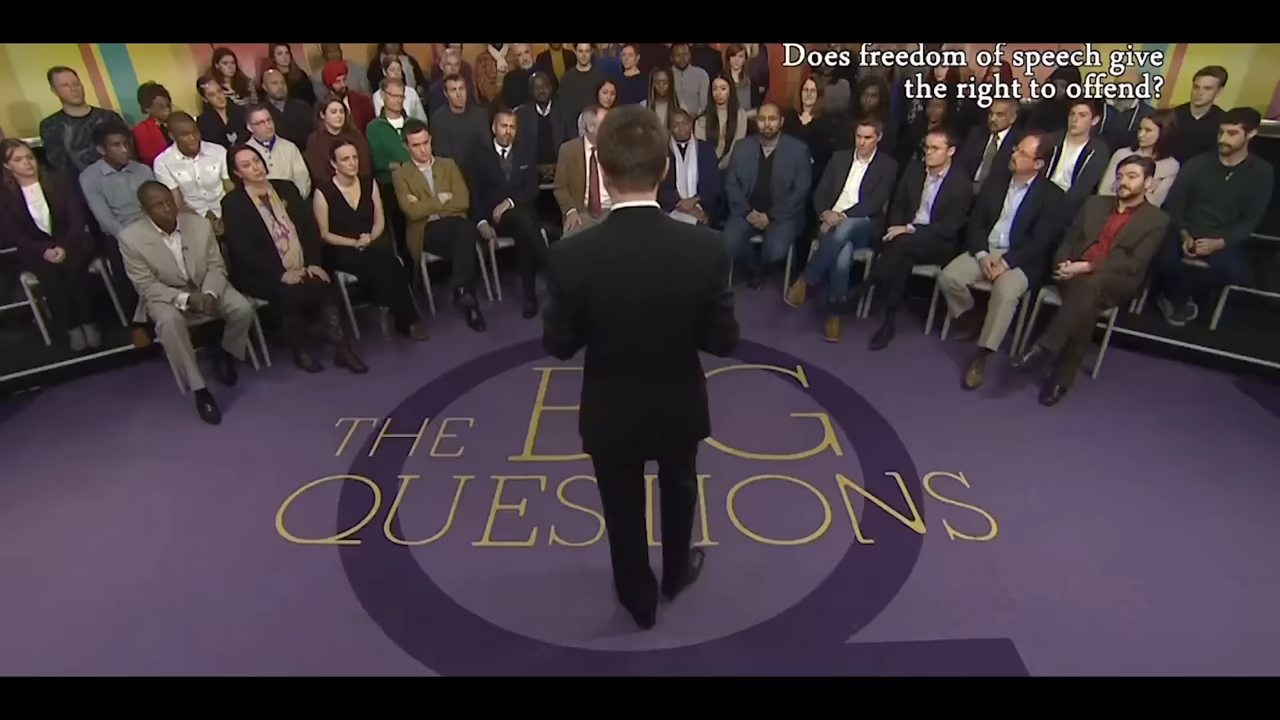 Does freedom of speech give
the right to offend?
THE BIG
QUESTIONS